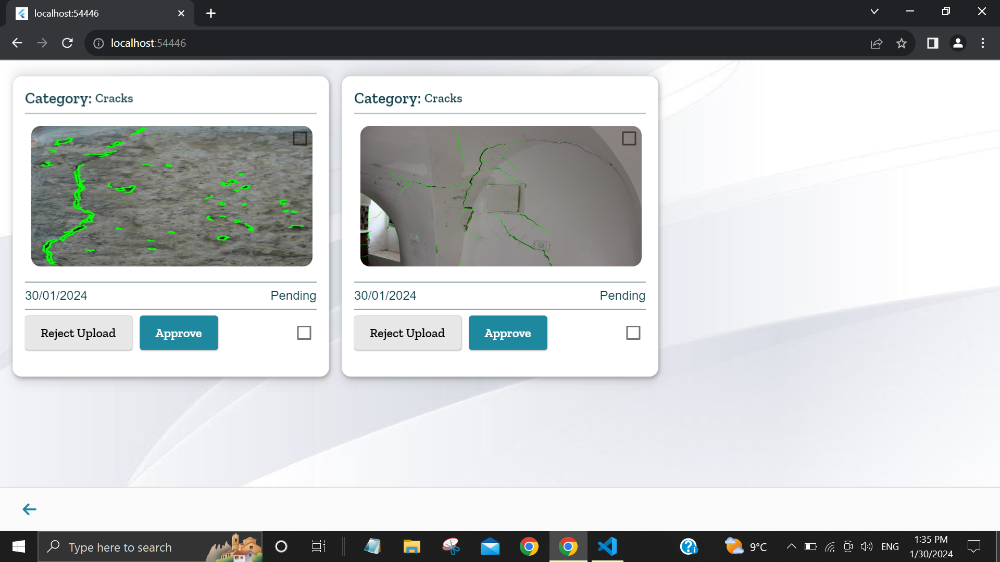 localhost:54446
localhost:54446
Category: Cracks
30/01/2024 Pending
Reject Upload Approve
Category: Cracks
30/01/2024 Pending
Reject Upload Approve
Type here to search
9°C
ENG
1:35 PM
1/30/2024